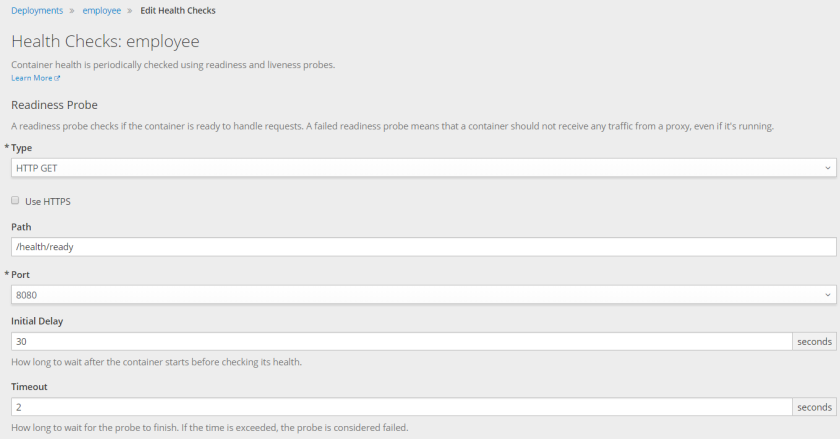 Deployments » employee » Edit Health Checks
Health Checks: employee
Container health is periodically checked using readiness and liveness probes.
Learn More
Readiness Probe
A readiness probe checks if the container is ready to handle requests. A failed readiness probe means that a container should not receive any traffic from a proxy, even if it's running.
* Type
HTTP GET
Use HTTPS
Path
/health/ready
* Port
8080
Initial Delay
30 seconds
How long to wait after the container starts before checking its health.
Timeout
2 seconds
How long to wait for the probe to finish. If the time is exceeded, the probe is considered failed.